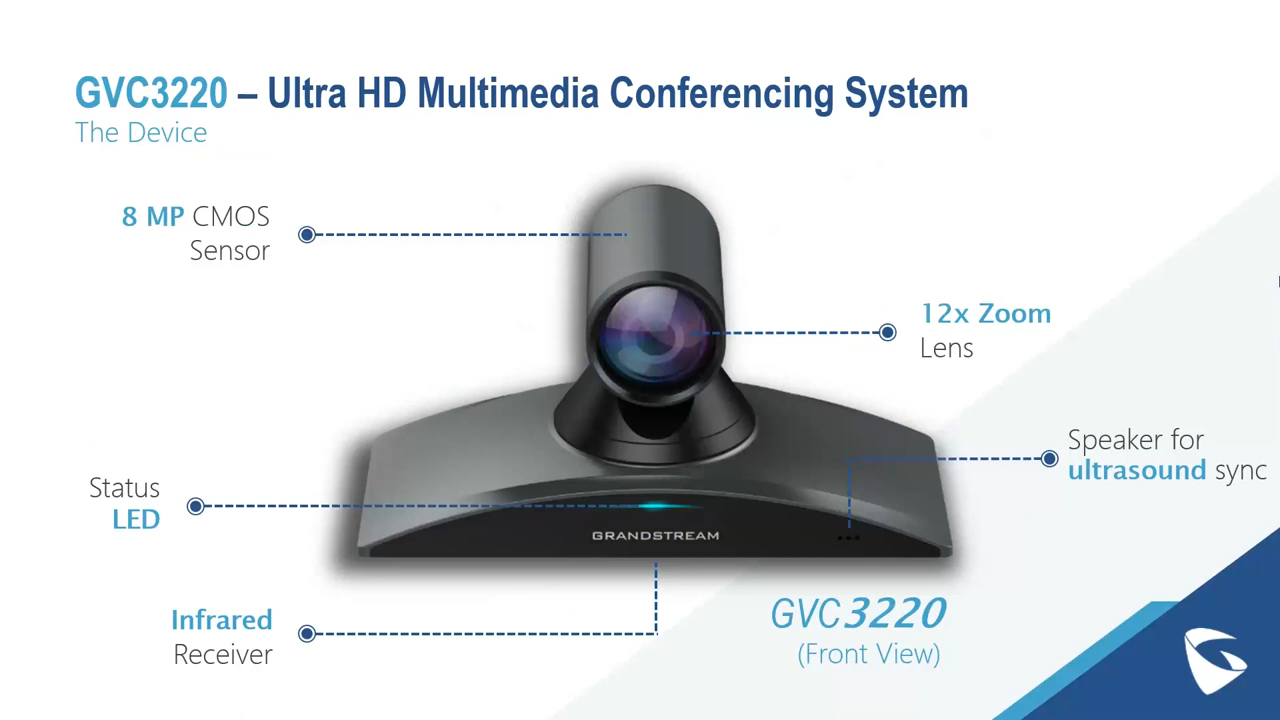 GVC3220 – Ultra HD Multimedia Conferencing System
The Device
8 MP CMOS
Sensor
12x Zoom
Lens
Speaker for
ultrasound sync
Status
LED
GRANDSTREAM
Infrared
Receiver
GVC3220
(Front View)